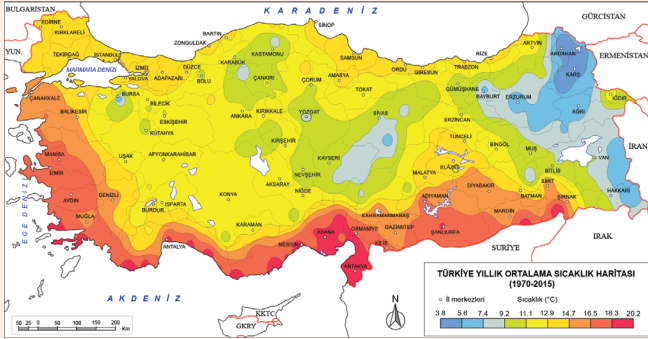 BULGARİSTAN
K A R A D E N İ Z
GÜRCİSTAN
EDİRNE
KIRKLARELİ
SİNOP
BARTIN
ZONGULDAK
KASTAMONU
ARTVİN
ARDAHAN
ERMENİSTAN
YUN.
TEKİRDAĞ
İSTANBUL
KARABÜK
SAMSUN
RİZE
KARS
MARMARA DENİZİ
İZMİT
DÜZCE
ORDU
GİRESUN
TRABZON
YALOVA
ADAPAZARI
BOLU
ÇANKIRI
ÇORUM
AMASYA
GÜMÜŞHANE
ÇANAKKALE
BURSA
BİLECİK
TOKAT
BAYBURT
ERZURUM
IĞDIR
BALIKESİR
ESKİŞEHİR
ANKARA
KIRIKKALE
YOZGAT
SİVAS
ERZİNCAN
AĞRI
KÜTAHYA
KIRŞEHİR
TUNCELİ
İRAN
MANİSA
UŞAK
AFYONKARAHİSAR
KAYSERİ
BİNGÖL
MUŞ
VAN
İZMİR
NEVŞEHİR
ELAZIĞ
BİTLİS
AKSARAY
MALATYA
DİYABAKIR
SİİRT
AYDIN
DENİZLİ
ISPARTA
KONYA
NİĞDE
ADIYAMAN
BATMAN
ŞIRNAK
HAKKARİ
BURDUR
KAHRAMANMARAŞ
MARDİN
MUĞLA
KARAMAN
ADANA
OSMANİYE
GAZİANTEP
ŞANLIURFA
E G E D E N İ Z İ
ANTALYA
MERSİN
KİLİS
SURİYE
IRAK
ANTAKYA
A K D E N İ Z
KKTC
GKRY
N
TÜRKİYE YILLIK ORTALAMA SICAKLIK HARİTASI
(1970-2015)
İl merkezleri Sıcaklık (°C)
3.8 5.6 7.4 9.2 11.1 12.9 14.7 16.5 18.3 20.2
50 25 0 50 100 150 200
Km